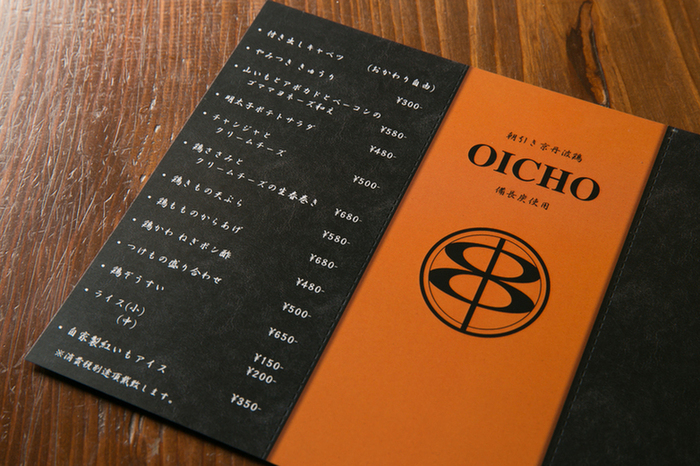 ・付き出しキャベツ (おかわり自由)
・やみつききゅうり ¥300-
・山いもとアボカドとベーコンの
ゴママヨネーズ和え ¥580-
・明太子ポテトサラダ ¥480-
・チャンジャと
クリームチーズ ¥500-
・鶏ささみと
クリームチーズの生春巻き ¥680-
・鶏きもの天ぷら ¥580-
・鶏もものからあげ ¥680-
・鶏かわねぎポン酢 ¥480-
・つけもの盛り合わせ ¥500-
・鶏ぞうすい ¥650-
・ライス(小) ¥150-
(中) ¥200-
・自家製紅いもアイス ¥350-
※消費税別途頂戴致します。
朝引き京丹波鶏
OICHO
備長炭使用